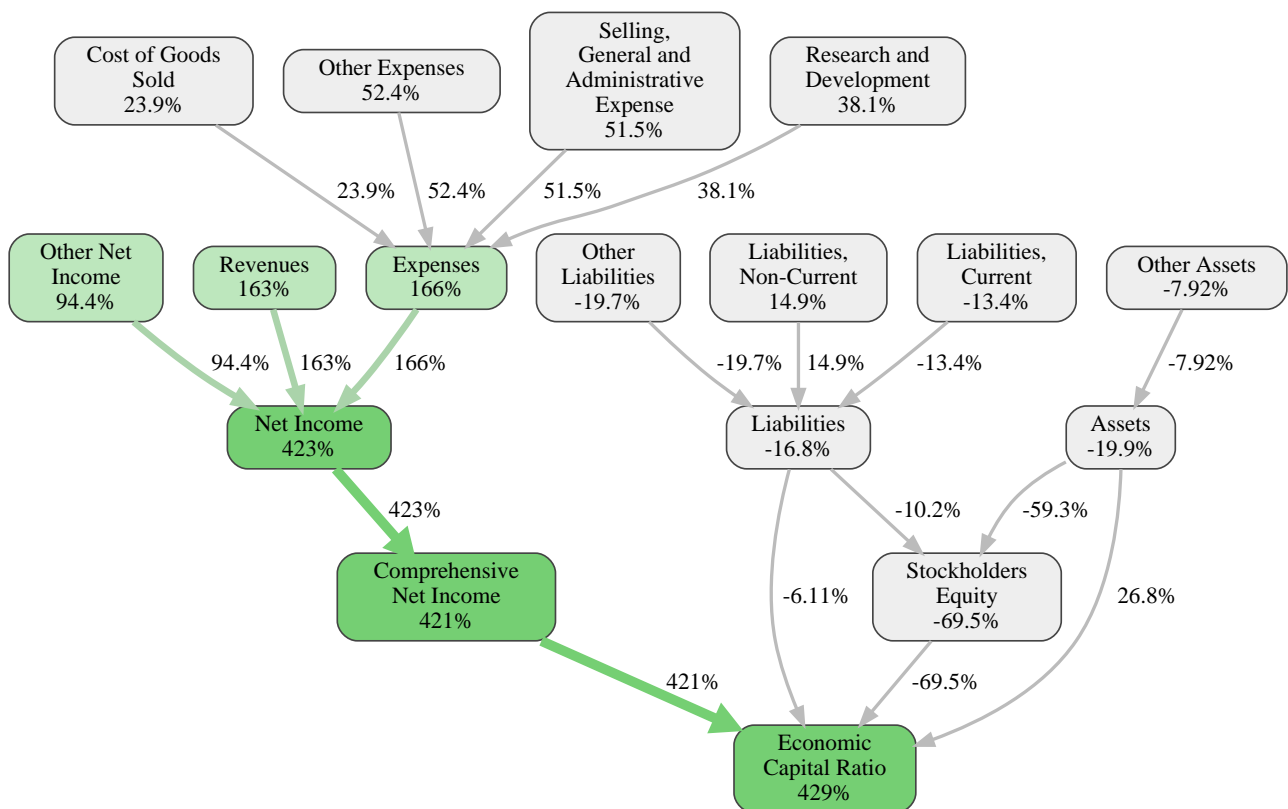 Cost of Goods
Sold
23.9%
Other Expenses
52.4%
Selling,
General and
Administrative
Expense
51.5%
Research and
Development
38.1%
23.9%
52.4%
51.5%
38.1%
Other Net
Income
94.4%
Revenues
163%
Expenses
166%
Other
Liabilities
-19.7%
Liabilities,
Non-Current
14.9%
Liabilities,
Current
-13.4%
Other Assets
-7.92%
94.4%
163%
166%
-19.7%
14.9%
-13.4%
-7.92%
Net Income
423%
Liabilities
-16.8%
Assets
-19.9%
423%
-10.2%
-59.3%
Comprehensive
Net Income
421%
-6.11%
Stockholders
Equity
-69.5%
26.8%
421%
-69.5%
Economic
Capital Ratio
429%